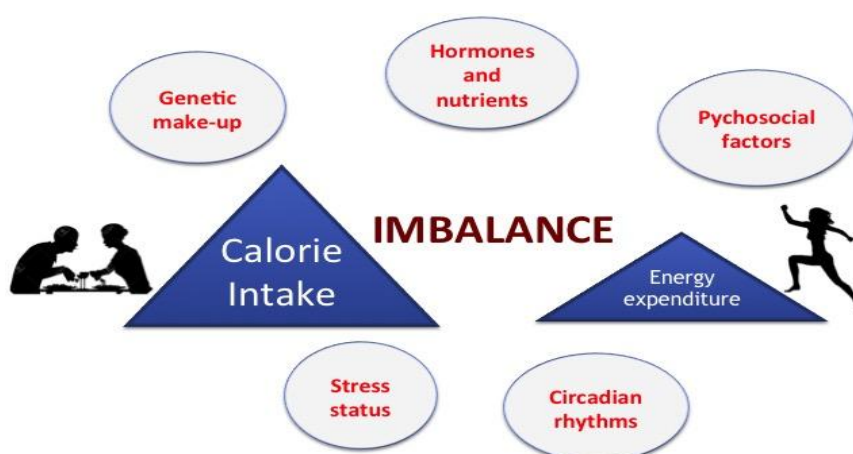 Hormones
and
nutrients
Genetic
make-up
Pychosocial
factors
IMBALANCE
Calorie
Intake
Energy
expenditure
Stress
status
Circadian
rhythms